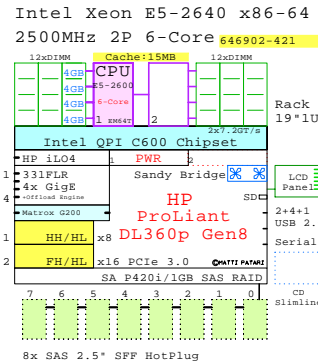 Intel Xeon E5-2640 x86-64
2500MHz 2P 6-Core 646902-421
12xDIMM Cache:15MB 12xDIMM
4GB CPU
4GB E5-2600
4GB 6-Core
4GB 1 EM64T 2
Rack
19"1U
2x7.2GT/s
Intel QPI C600 Chipset
HP iLO4 1 PWR 2
1 331FLR Sandy Bridge
4x GigE
4 +Offload Engine
LCD
Panel
SD
Matrox G200
HP
ProLiant
DL360p Gen8
2+4+1
USB 2.
Serial
1 HH/HL x8
2 FH/HL x16 PCIe 3.0 ©MATTI PATARI
SA P420i/1GB SAS RAID
7 6 5 4 3 2 1 0
CD
Slimline
8x SAS 2.5" SFF HotPlug